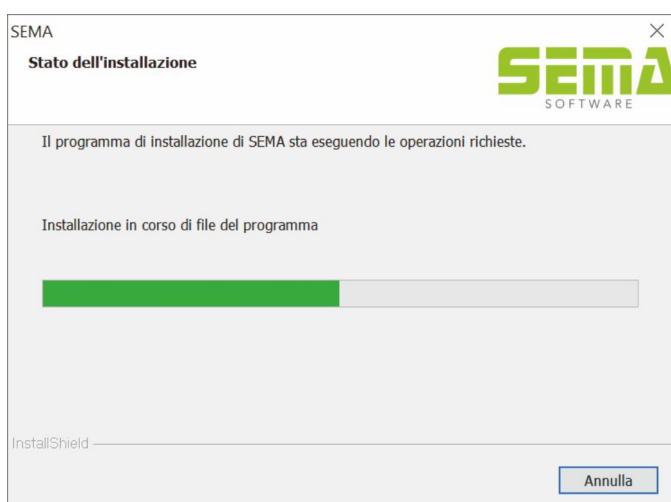 SEMA
Stato dell'installazione
SEMA
SOFTWARE
Il programma di installazione di SEMA sta eseguendo le operazioni richieste.
Installazione in corso di file del programma
InstallShield
Annulla